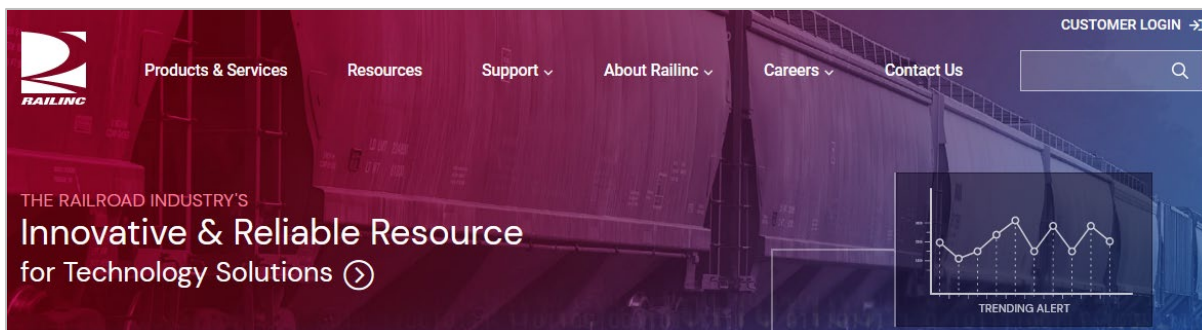 CUSTOMER LOGIN
RAILINC
Products & Services
Resources
Support
About Railinc
Careers
Contact Us
THE RAILROAD INDUSTRY'S
Innovative & Reliable Resource
for Technology Solutions
TRENDING ALERT